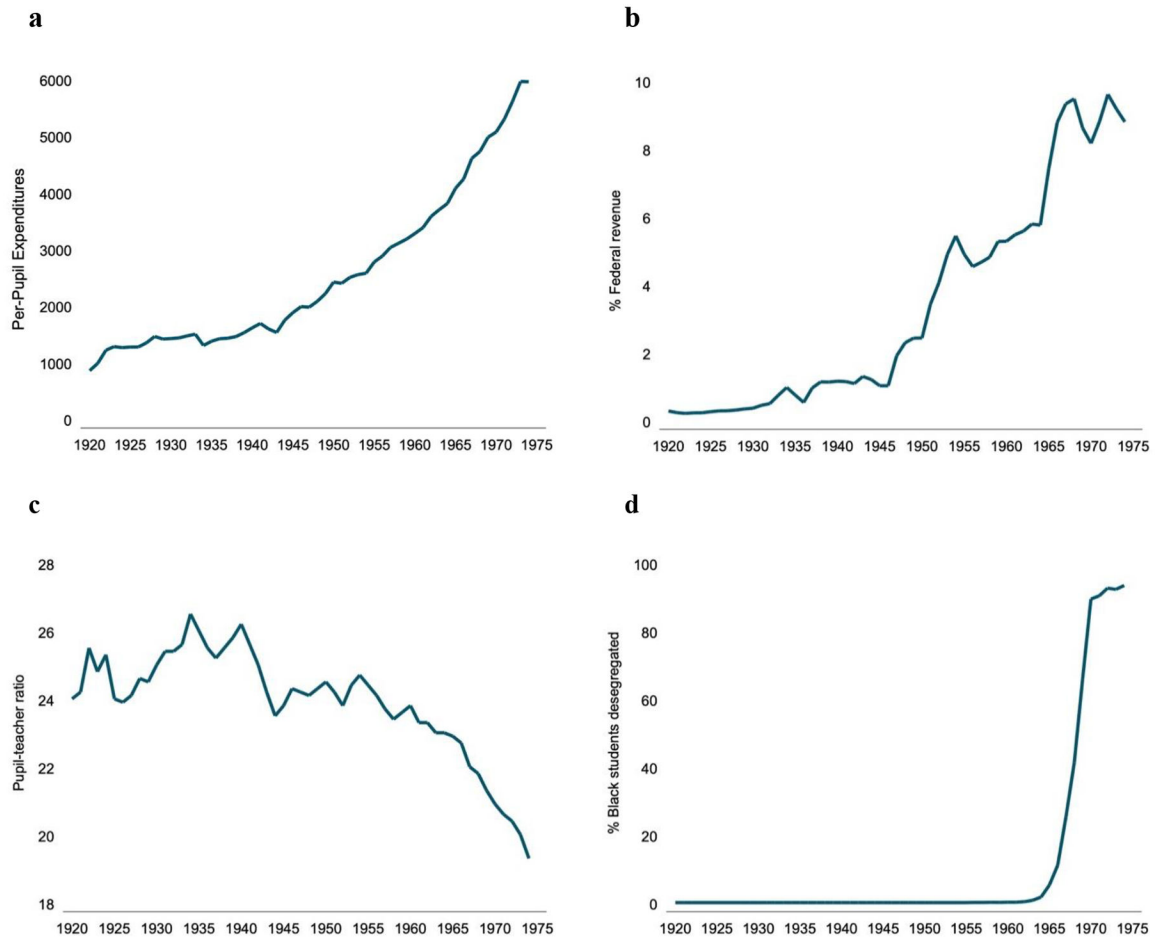 a
Per-Pupil Expenditures
6000
5000
4000
3000
2000
1000
0
1920 1925 1930 1935 1940 1945 1950 1955 1960 1965 1970 1975
b
% Federal revenue
10
8
6
4
2
0
1920 1925 1930 1935 1940 1945 1950 1955 1960 1965 1970 1975
c
Pupil-teacher ratio
28
26
24
22
20
18
1920 1925 1930 1935 1940 1945 1950 1955 1960 1965 1970 1975
d
% Black students desegregated
100
80
60
40
20
0
1920 1925 1930 1935 1940 1945 1950 1955 1960 1965 1970 1975